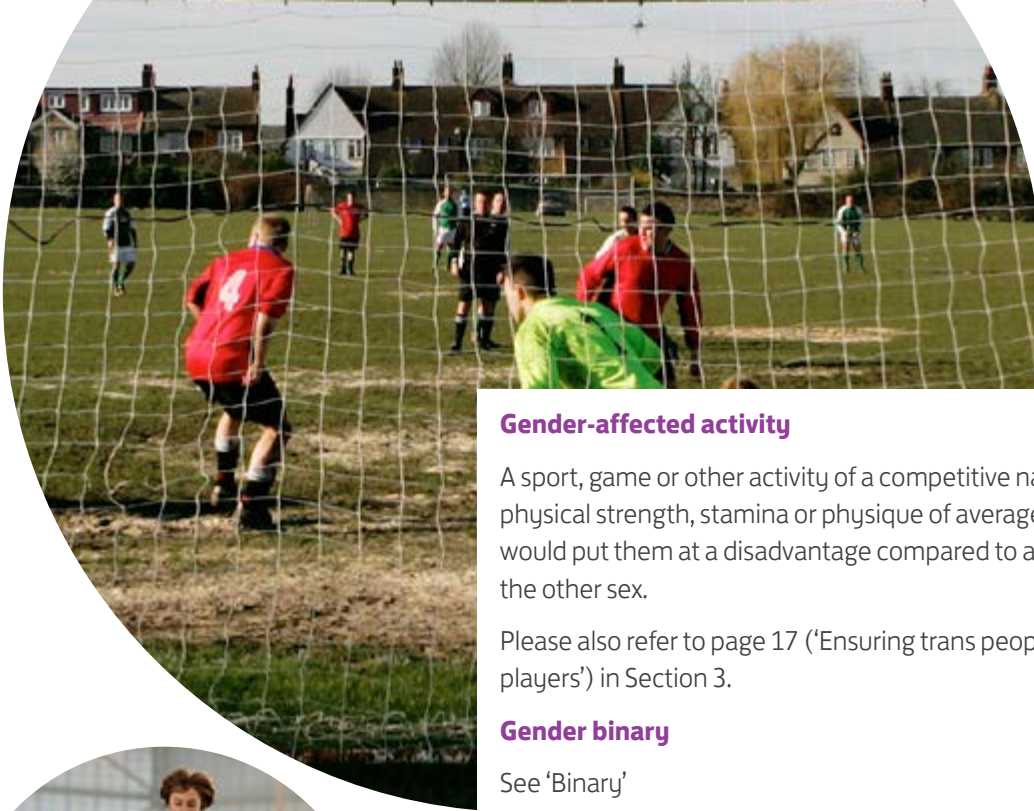 4
Gender-affected activity
A sport, game or other activity of a competitive
physical strength, stamina or physique of average
would put them at a disadvantage compared to
the other sex.
Please also refer to page 17 (‘Ensuring trans
players’) in Section 3.
Gender binary
See ‘Binary’